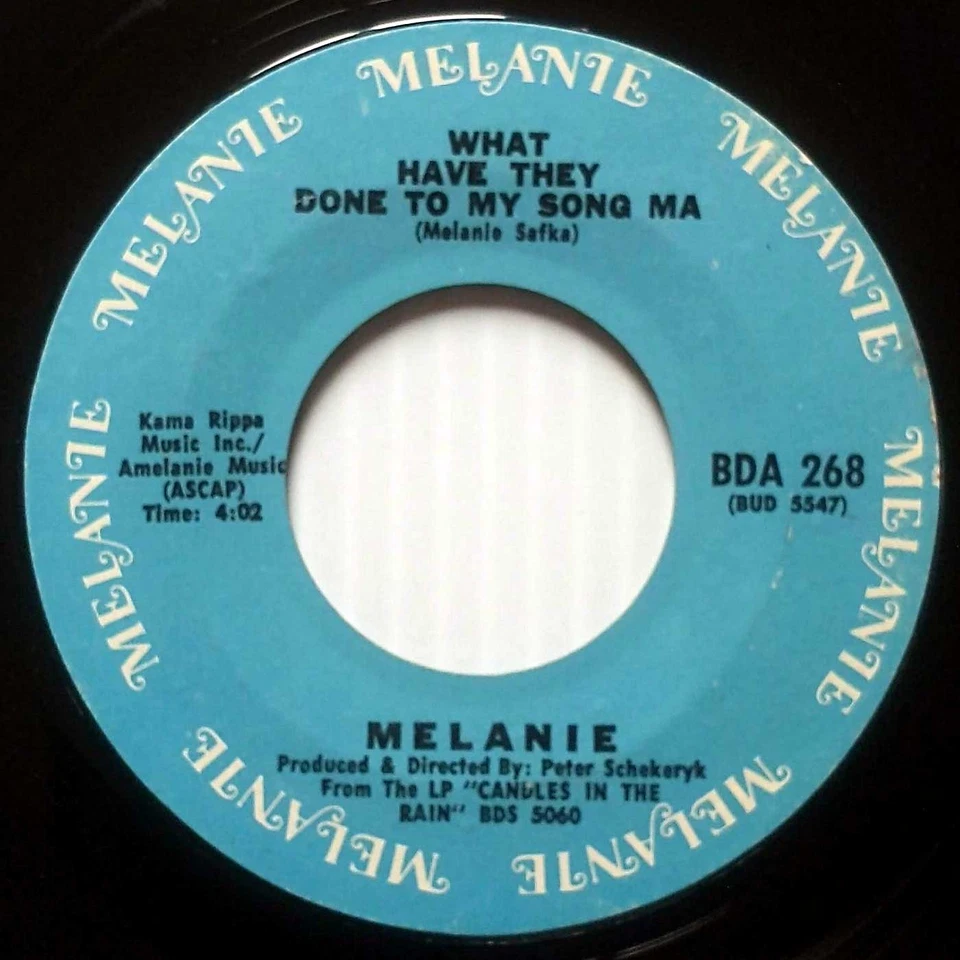 MELANIE
MELANIE
MELANIE
MELANIE
MELANIE
MELANIE
MELANIE
WHAT
HAVE THEY
DONE TO MY SONG MA
(Melanie Safka)
Kama Rippa
Music Inc./
Amelanie Music
(ASCAP)
Time: 4:02
BDA 268
(BUD 5547)
MELANIE
Produced & Directed By: Peter Schekeryk
From The LP "CANDLES IN THE
RAIN" BDS 5060